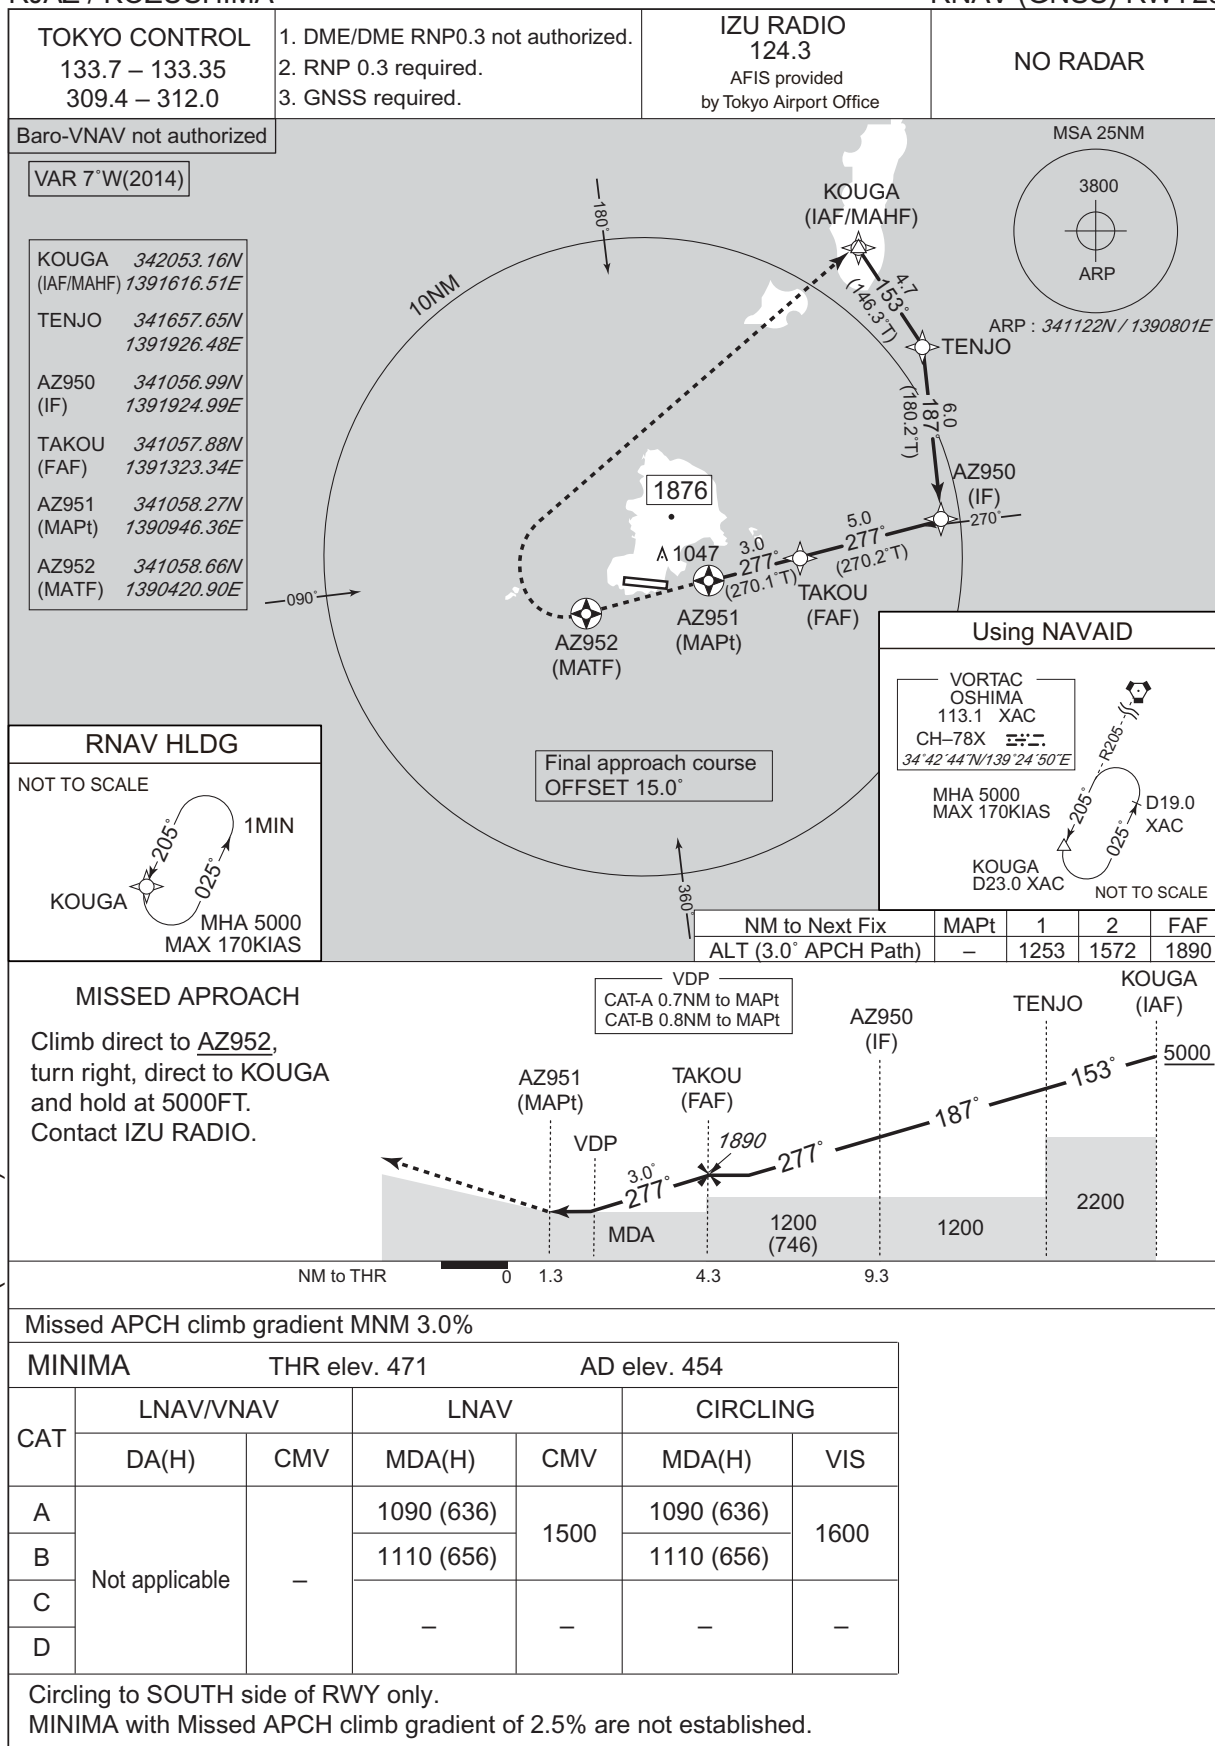 TOKYO CONTROL
133.7 – 133.35
309.4 – 312.0
1. DME/DME RNP0.3 not authorized.
2. RNP 0.3 required.
3. GNSS required.
IZU RADIO
124.3
AFIS provided
by Tokyo Airport Office
NO RADAR
Baro-VNAV not authorized
VAR 7°W(2014)
KOUGA 342053.16N
(IAF/MAHF) 1391616.51E
TENJO 341657.65N
1391926.48E
AZ950 341056.99N
(IF) 1391924.99E
TAKOU 341057.88N
(FAF) 1391323.34E
AZ951 341058.27N
(MAPt) 1390946.36E
AZ952 341058.66N
(MATF) 1390420.90E
MSA 25NM
3800
ARP
ARP : 341122N / 1390801E
180°
10NM
KOUGA
(IAF/MAHF)
4.7
153°
(146.3°T)
TENJO
6.0
187°
(180.2°T)
AZ950
(IF)
270°
5.0
277°
(270.2°T)
TAKOU
(FAF)
3.0
277°
(270.1°T)
1876
1047
AZ951
(MAPt)
AZ952
(MATF)
090°
360°
Final approach course
OFFSET 15.0°
Using NAVAID
VORTAC
OSHIMA
113.1 XAC
CH–78X
34°42´44˝N/139°24´50˝E
R205
MHA 5000
MAX 170KIAS
205°
025°
D19.0
XAC
KOUGA
D23.0 XAC
NOT TO SCALE
RNAV HLDG
NOT TO SCALE
205°
025°
1MIN
KOUGA
MHA 5000
MAX 170KIAS
NM to Next Fix MAPt 1 2 FAF
ALT (3.0° APCH Path) – 1253 1572 1890
MISSED APROACH
Climb direct to AZ952,
turn right, direct to KOUGA
and hold at 5000FT.
Contact IZU RADIO.
VDP
CAT-A 0.7NM to MAPt
CAT-B 0.8NM to MAPt
KOUGA
(IAF)
TENJO
AZ950
(IF)
TAKOU
(FAF)
AZ951
(MAPt)
VDP
5000
153°
187°
277°
1890
3.0°
277°
MDA
1200
(746)
1200
2200
NM to THR 0 1.3 4.3 9.3
Missed APCH climb gradient MNM 3.0%
MINIMA THR elev. 471 AD elev. 454
CAT LNAV/VNAV LNAV CIRCLING
DA(H) CMV MDA(H) CMV MDA(H) VIS
A 1090 (636) 1090 (636)
1500 1600
B 1110 (656) 1110 (656)
Not applicable –
C
– – – –
D
Circling to SOUTH side of RWY only.
MINIMA with Missed APCH climb gradient of 2.5% are not established.